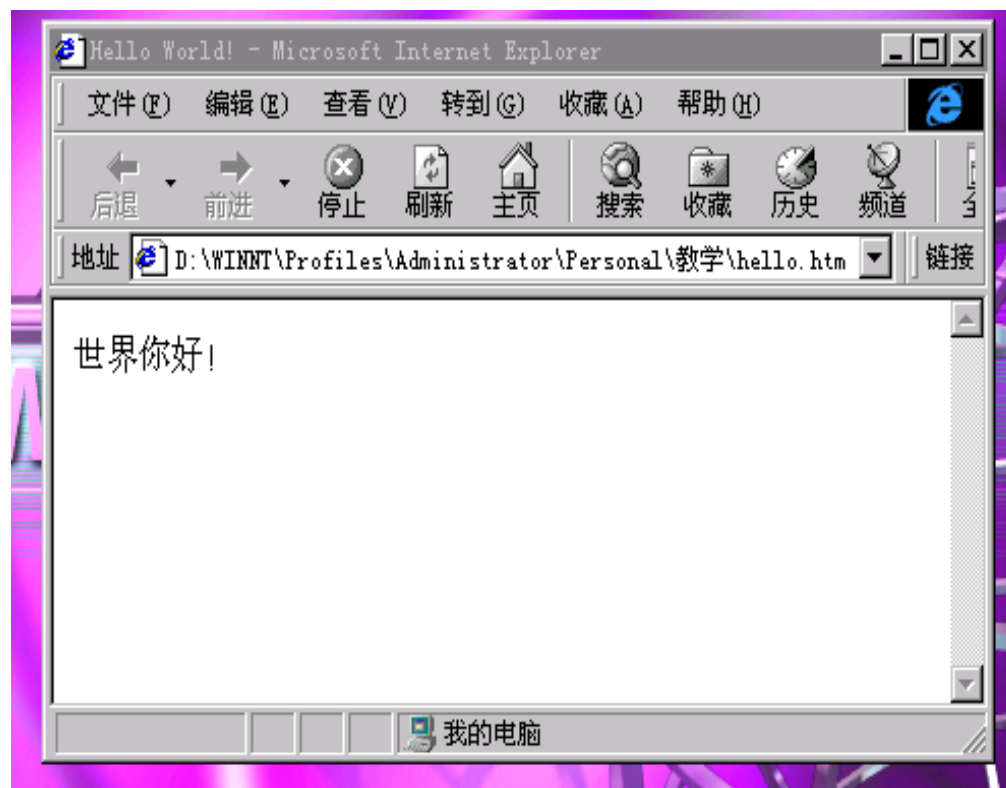 Hello World! - Microsoft Internet Explorer
文件(F) 编辑(E) 查看(V) 转到(G) 收藏(A) 帮助(H)
后退 前进 停止 刷新 主页 搜索 收藏 历史 频道
地址 D:\WINNT\Profiles\Administrator\Personal\教学\hello.htm 链接
世界你好!
我的电脑